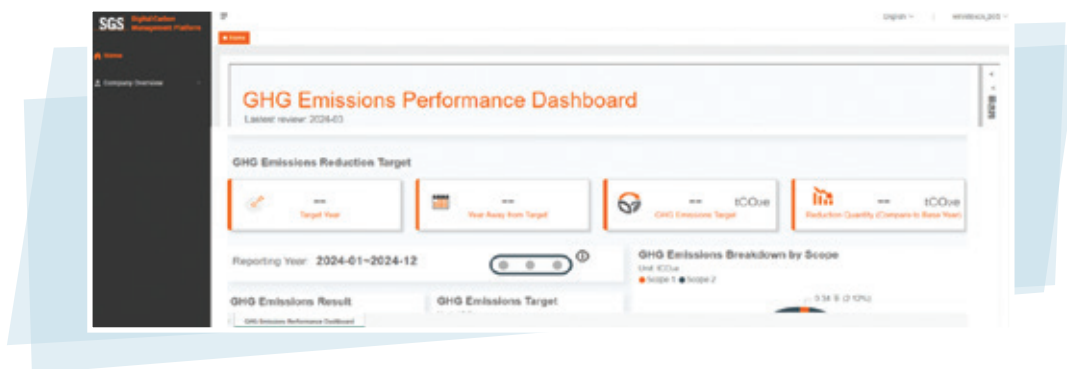 SGS Digital Carbon
Management Platform
English
Home
Home
Company Overview
GHG Emissions Performance Dashboard
Lastest review: 2024-03
GHG Emissions Reduction Target
--
Target Year
--
Year Away from Target
-- tCO₂e
GHG Emissions Target
-- tCO₂e
Reduction Quantity (Compare to Base Year)
Reporting Year 2024-01~2024-12
GHG Emissions Breakdown by Scope
Unit: tCO₂e
Scope 1 Scope 2
GHG Emissions Result
GHG Emissions Target
GHG Emissions Performance Dashboard